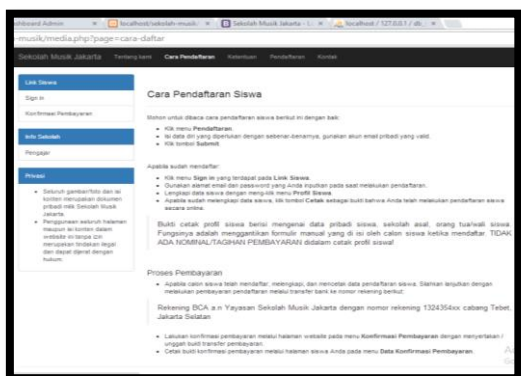 dashboard Admin
localhost/sekolah-musik-
Sekolah Musik Jakarta - L
localhost / 127.0.0.1 / db_
-musik/media.php?page=cara-daftar
Sekolah Musik Jakarta Tentang kami Cara Pendaftaran Ketentuan Pendaftaran Kontak
Link Siswa
Sign in
Konfirmasi Pembayaran
Info Sekolah
Pengajar
Privasi
Seluruh gambar/foto dan isi
konten merupakan dokumen
pribadi milik Sekolah Musik
Jakarta.
Penggunaan seluruh halaman
maupun isi konten dalam
website ini tanpa izin
merupakan tindakan ilegal
dan dapat dijerat dengan
hukum.
Cara Pendaftaran Siswa
Mohon untuk dibaca cara pendaftaran siswa berikut ini dengan baik:
Klik menu Pendaftaran.
Isi data diri yang diperlukan dengan sebenar-benarnya, gunakan akun email pribadi yang valid.
Klik tombol Submit.
Apabila sudah mendaftar:
Klik menu Sign in yang terdapat pada Link Siswa.
Gunakan alamat email dan password yang Anda inputkan pada saat melakukan pendaftaran.
Lengkapi data siswa dengan meng-klik menu Profil Siswa.
Apabila sudah melengkapi data siswa, klik tombol Cetak sebagai bukti bahwa Anda telah melakukan pendaftaran siswa
secara online.
Bukti cetak profil siswa berisi mengenai data pribadi siswa, sekolah asal, orang tua/wali siswa.
Fungsinya adalah menggantikan formulir manual yang di isi oleh calon siswa ketika mendaftar. TIDAK
ADA NOMINAL/TAGIHAN PEMBAYARAN didalam cetak profil siswa!
Proses Pembayaran
Apabila calon siswa telah mendaftar, melengkapi, dan mencetak data pendaftaran siswa. Silahkan lanjutkan dengan
melakukan pembayaran pendaftaran melalui transfer bank ke nomor rekening berikut:
Rekening BCA a.n Yayasan Sekolah Musik Jakarta dengan nomor rekening 1324354xx cabang Tebet,
Jakarta Selatan
Lakukan konfirmasi pembayaran melalui halaman website pada menu Konfirmasi Pembayaran dengan menyertakan /
unggah bukti transfer pembayaran.
Cetak bukti konfirmasi pembayaran melalui halaman siswa Anda pada menu Data Konfirmasi Pembayaran.